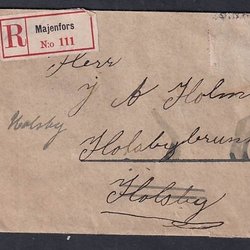 R Majenfors
No 111
Herr
J A Holm
Holsby
Holsbybrunn
Holsby